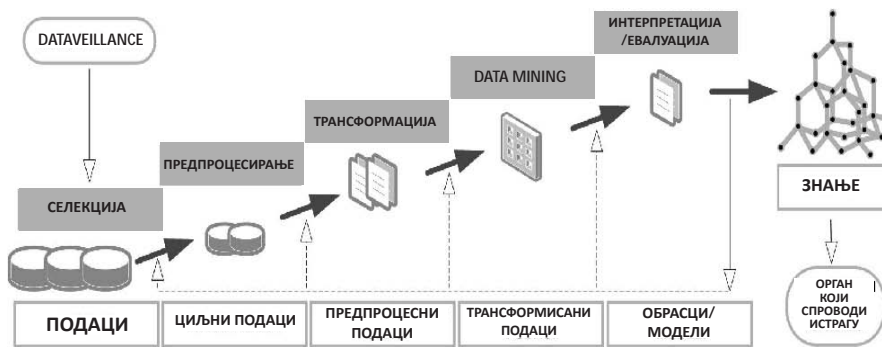 ИНТЕРПРЕТАЦИЈА
/ЕВАЛУАЦИЈА
DATAVEILLANCE
DATA MINING
ТРАНСФОРМАЦИЈА
ПРЕДПРОЦЕСИРАЊЕ
СЕЛЕКЦИЈА
ЗНАЊЕ
ПОДАЦИ
ЦИЉНИ ПОДАЦИ
ПРЕДПРОЦЕСНИ
ПОДАЦИ
ТРАНСФОРМИСАНИ
ПОДАЦИ
ОБРАСЦИ/
МОДЕЛИ
ОРГАН
КОЈИ
СПРОВОДИ
ИСТРАГУ